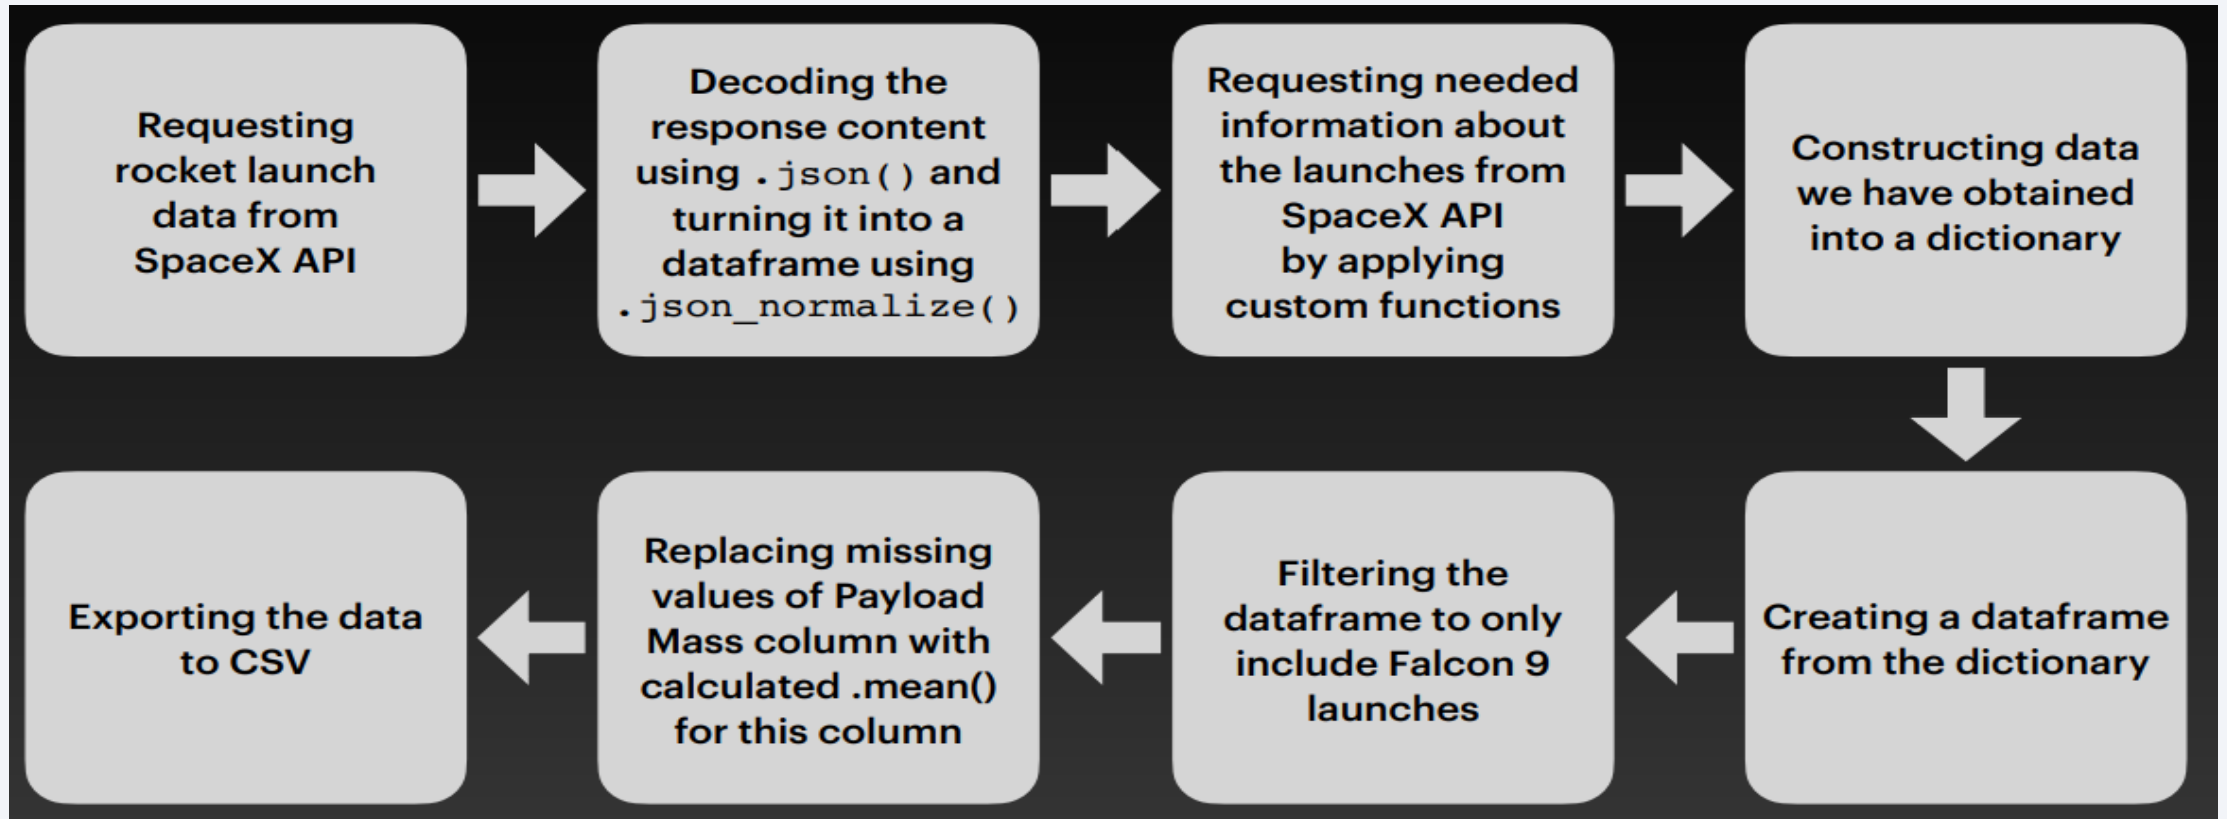 Requesting
rocket launch
data from
SpaceX API
Decoding the
response content
using .json() and
turning it into a
dataframe using
.json_normalize()
Requesting needed
information about
the launches from
SpaceX API
by applying
custom functions
Constructing data
we have obtained
into a dictionary
Creating a dataframe
from the dictionary
Filtering the
dataframe to only
include Falcon 9
launches
Replacing missing
values of Payload
Mass column with
calculated .mean()
for this column
Exporting the data
to CSV